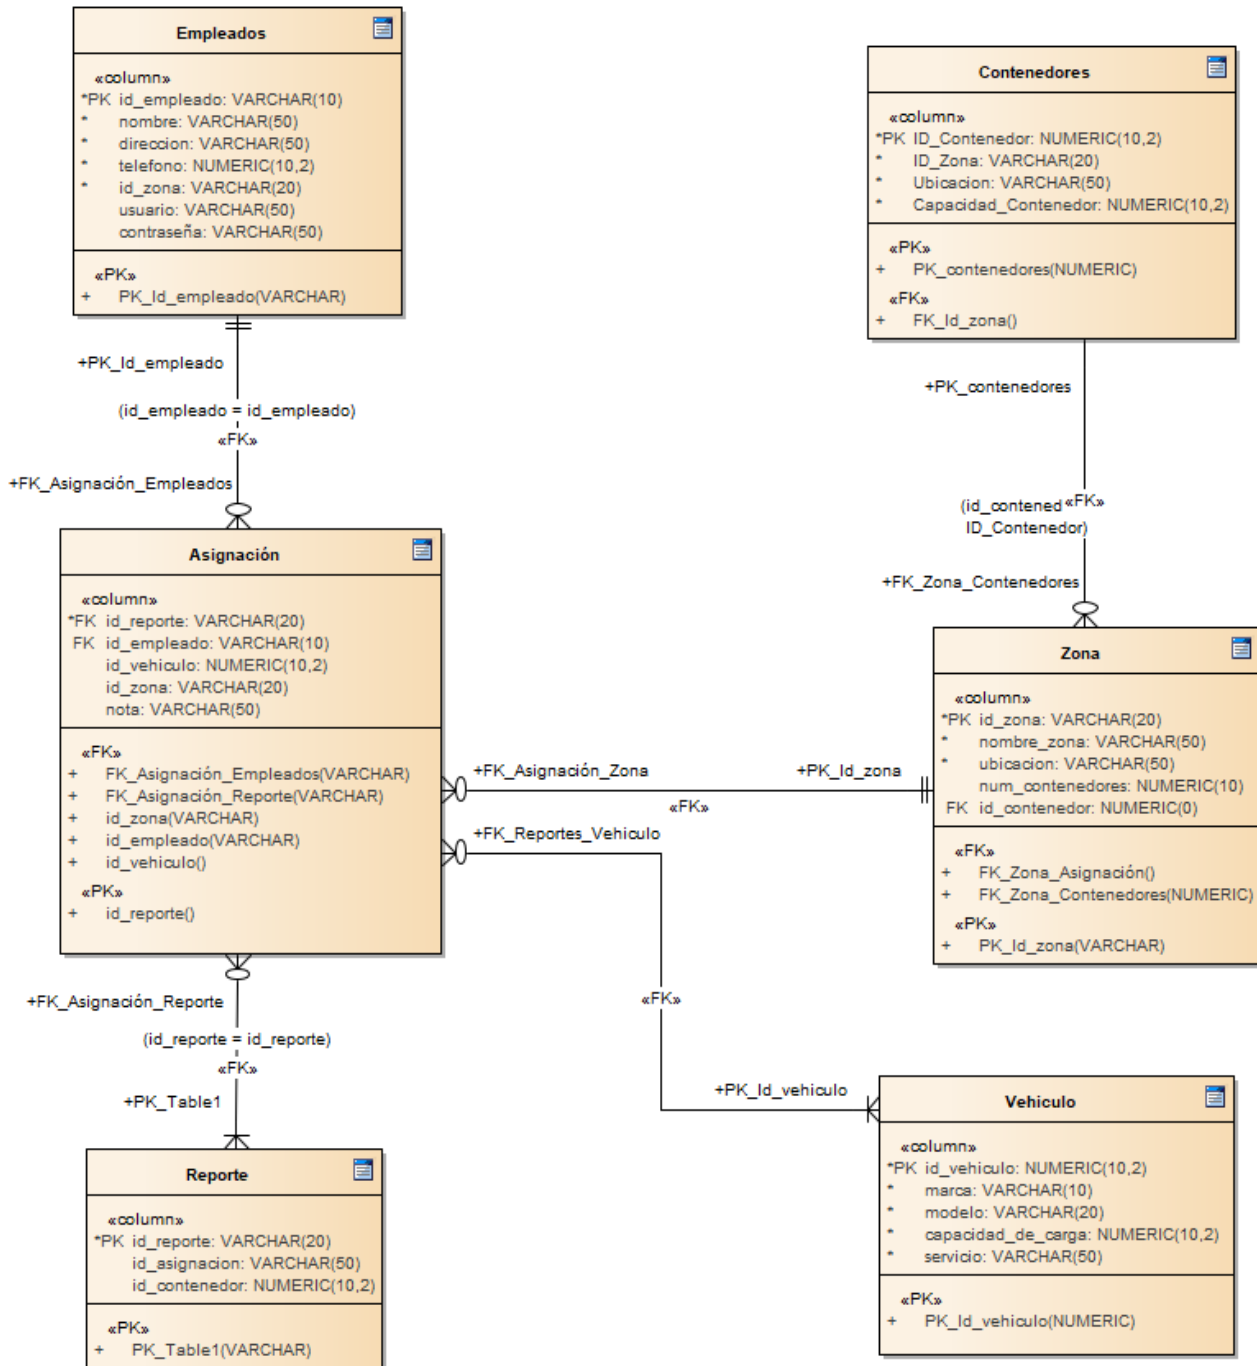 Empleados
«column»
*PK id_empleado: VARCHAR(10)
* nombre: VARCHAR(50)
* direccion: VARCHAR(50)
* telefono: NUMERIC(10,2)
* id_zona: VARCHAR(20)
usuario: VARCHAR(50)
contraseña: VARCHAR(50)
«PK»
+ PK_Id_empleado(VARCHAR)
+PK_Id_empleado
(id_empleado = id_empleado)
«FK»
+FK_Asignación_Empleados
Contenedores
«column»
*PK ID_Contenedor: NUMERIC(10,2)
* ID_Zona: VARCHAR(20)
* Ubicacion: VARCHAR(50)
* Capacidad_Contenedor: NUMERIC(10,2)
«PK»
+ PK_contenedores(NUMERIC)
«FK»
+ FK_Id_zona()
+PK_contenedores
(id_contened «FK»
ID_Contenedor)
+FK_Zona_Contenedores
Asignación
«column»
*FK id_reporte: VARCHAR(20)
FK id_empleado: VARCHAR(10)
id_vehiculo: NUMERIC(10,2)
id_zona: VARCHAR(20)
nota: VARCHAR(50)
«FK»
+ FK_Asignación_Empleados(VARCHAR)
+ FK_Asignación_Reporte(VARCHAR)
+ id_zona(VARCHAR)
+ id_empleado(VARCHAR)
+ id_vehiculo()
«PK»
+ id_reporte()
+FK_Asignación_Zona
+PK_Id_zona
«FK»
+FK_Reportes_Vehiculo
Zona
«column»
*PK id_zona: VARCHAR(20)
* nombre_zona: VARCHAR(50)
* ubicacion: VARCHAR(50)
num_contenedores: NUMERIC(10)
FK id_contenedor: NUMERIC(0)
«FK»
+ FK_Zona_Asignación()
+ FK_Zona_Contenedores(NUMERIC)
«PK»
+ PK_Id_zona(VARCHAR)
«FK»
+PK_Id_vehiculo
+FK_Asignación_Reporte
(id_reporte = id_reporte)
«FK»
+PK_Table1
Reporte
«column»
*PK id_reporte: VARCHAR(20)
id_asignacion: VARCHAR(50)
id_contenedor: NUMERIC(10,2)
«PK»
+ PK_Table1(VARCHAR)
Vehiculo
«column»
*PK id_vehiculo: NUMERIC(10,2)
* marca: VARCHAR(10)
* modelo: VARCHAR(20)
* capacidad_de_carga: NUMERIC(10,2)
* servicio: VARCHAR(50)
«PK»
+ PK_Id_vehiculo(NUMERIC)